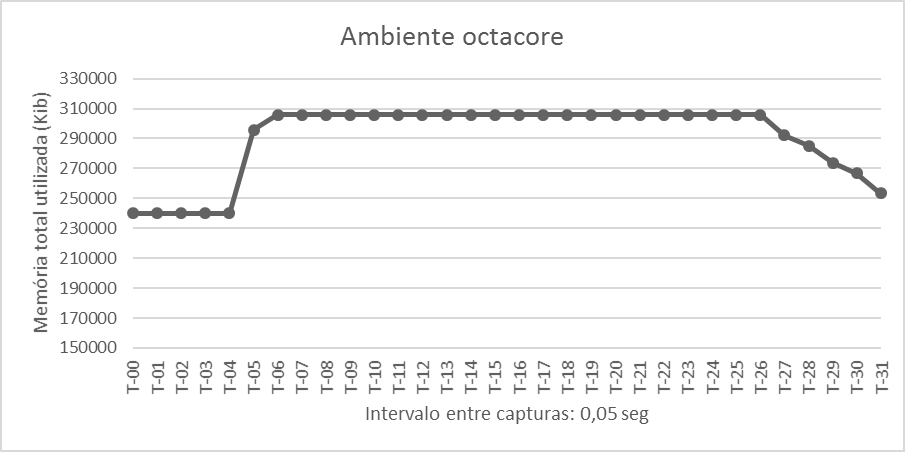 Ambiente octacore
Memória total utilizada (Kib)
330000
310000
290000
270000
250000
230000
210000
190000
170000
150000
T-00
T-01
T-02
T-03
T-04
T-05
T-06
T-07
T-08
T-09
T-10
T-11
T-12
T-13
T-14
T-15
T-16
T-17
T-18
T-19
T-20
T-21
T-22
T-23
T-24
T-25
T-26
T-27
T-28
T-29
T-30
T-31
Intervalo entre capturas: 0,05 seg